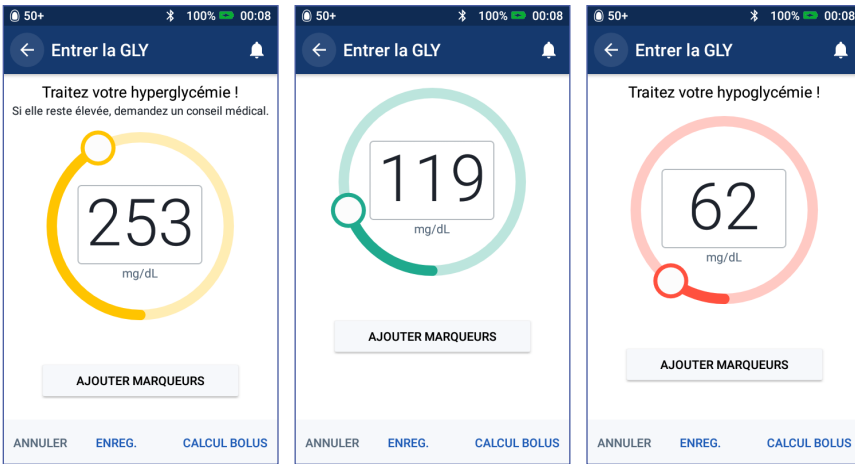 50+ 100% 00:08
Entrer la GLY
Traitez votre hyperglycémie !
Si elle reste élevée, demandez un conseil médical.
253
mg/dL
AJOUTER MARQUEURS
ANNULER ENREG. CALCUL BOLUS
50+ 100% 00:08
Entrer la GLY
119
mg/dL
AJOUTER MARQUEURS
ANNULER ENREG. CALCUL BOLUS
50+ 100% 00:08
Entrer la GLY
Traitez votre hypoglycémie !
62
mg/dL
AJOUTER MARQUEURS
ANNULER ENREG. CALCUL BOLUS